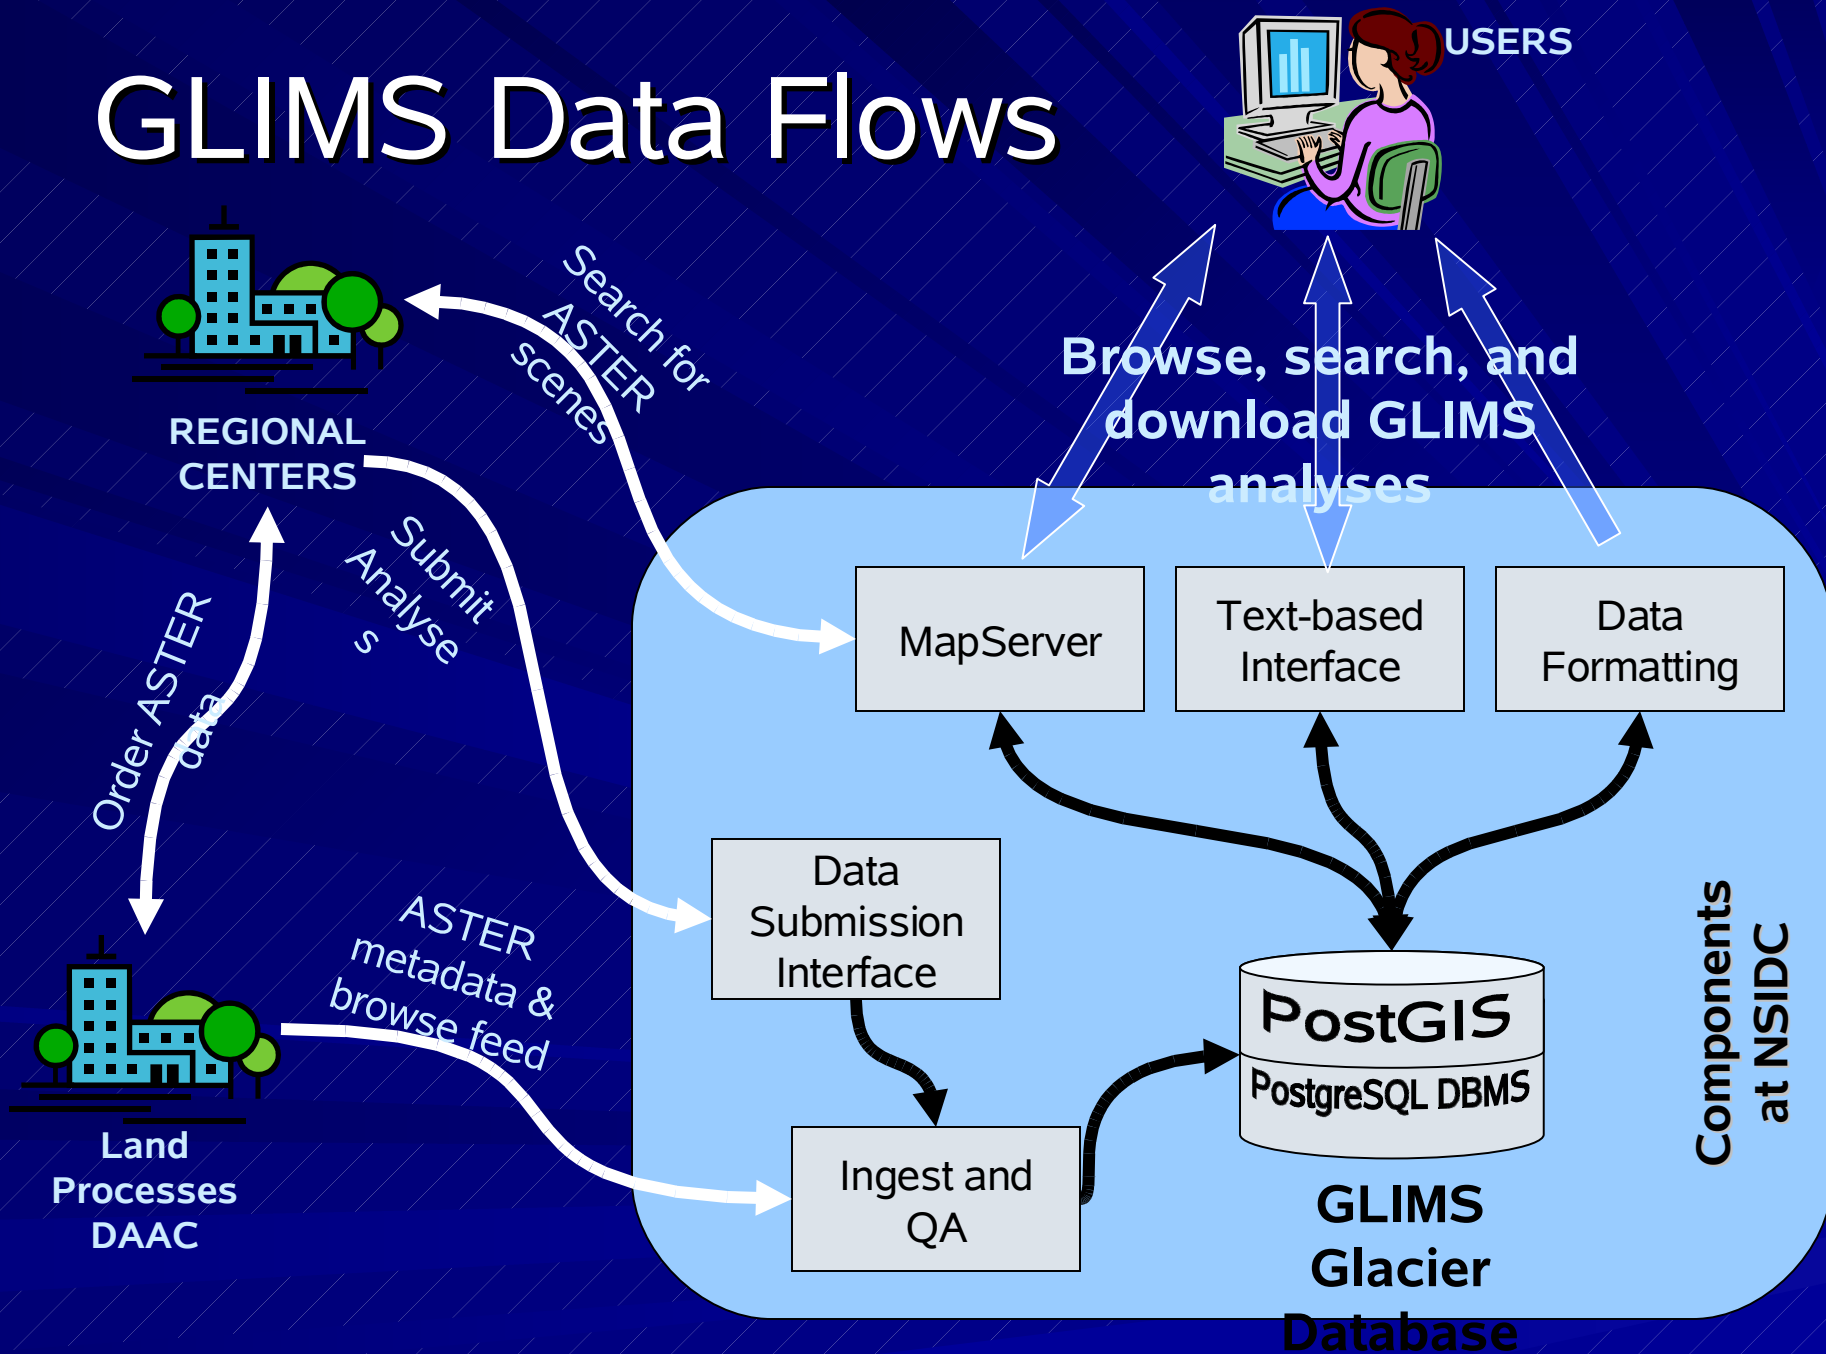 GLIMS Data Flows
USERS
Search for
ASTER
scenes
Browse, search, and
download GLIMS
analyses
REGIONAL
CENTERS
Submit
Analyse
s
Order ASTER
data
MapServer
Text-based
Interface
Data
Formatting
Data
Submission
Interface
ASTER
metadata &
browse feed
Components
at NSIDC
PostGIS
PostgreSQL DBMS
Land
Processes
DAAC
Ingest and
QA
GLIMS
Glacier
Database